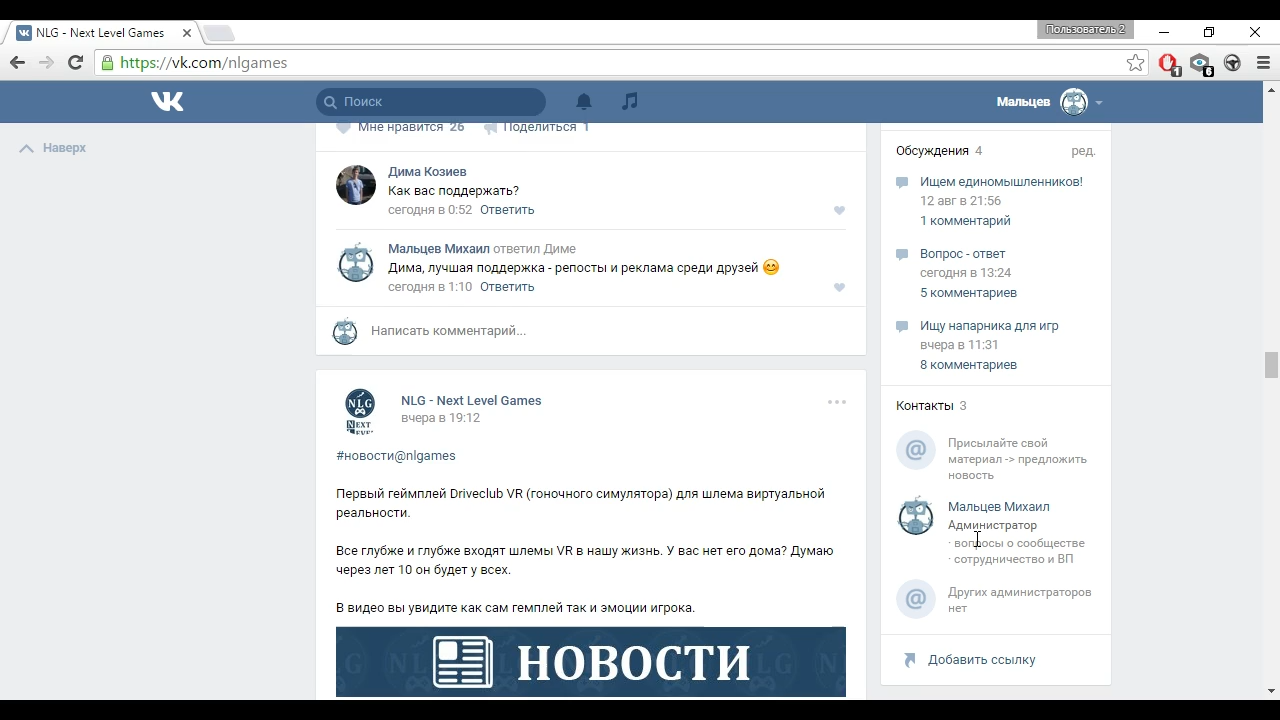 NLG - Next Level Games
Пользователь 2
https://vk.com/nlgames
1
6
Поиск
Мальцев
Наверх
Мне нравится 26 Поделиться 1
Дима Козиев
Как вас поддержать?
сегодня в 0:52 Ответить
Мальцев Михаил ответил Диме
Дима, лучшая поддержка - репосты и реклама среди друзей 😊
сегодня в 1:10 Ответить
Написать комментарий...
NLG
NEXT
NLG - Next Level Games
вчера в 19:12
#новости@nlgames
Первый геймплей Driveclub VR (гоночного симулятора) для шлема виртуальной
реальности.
Все глубже и глубже входят шлемы VR в нашу жизнь. У вас нет его дома? Думаю
через лет 10 он будет у всех.
В видео вы увидите как сам гемплей так и эмоции игрока.
НОВОСТИ
Обсуждения 4 ред.
Ищем единомышленников!
12 авг в 21:56
1 комментарий
Вопрос - ответ
сегодня в 13:24
5 комментариев
Ищу напарника для игр
вчера в 11:31
8 комментариев
Контакты 3
@
Присылайте свой
материал -> предложить
новость
Мальцев Михаил
Администратор
· вопросы о сообществе
· сотрудничество и ВП
@
Других администраторов
нет
Добавить ссылку